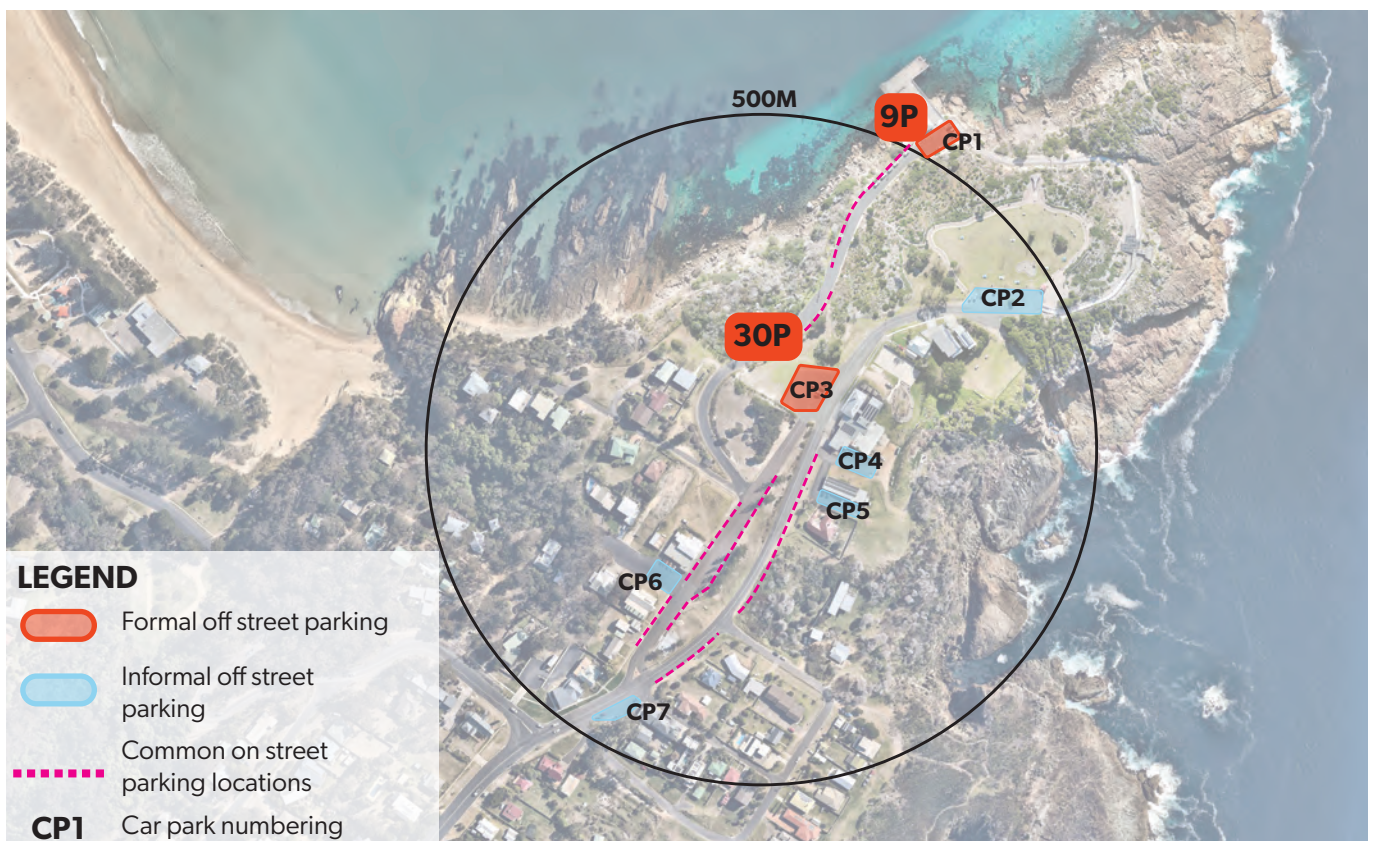 500M
9P
CP1
CP2
30P
CP3
CP4
CP5
CP6
CP7
LEGEND
Formal off street parking
Informal off street
parking
Common on street
parking locations
CP1 Car park numbering